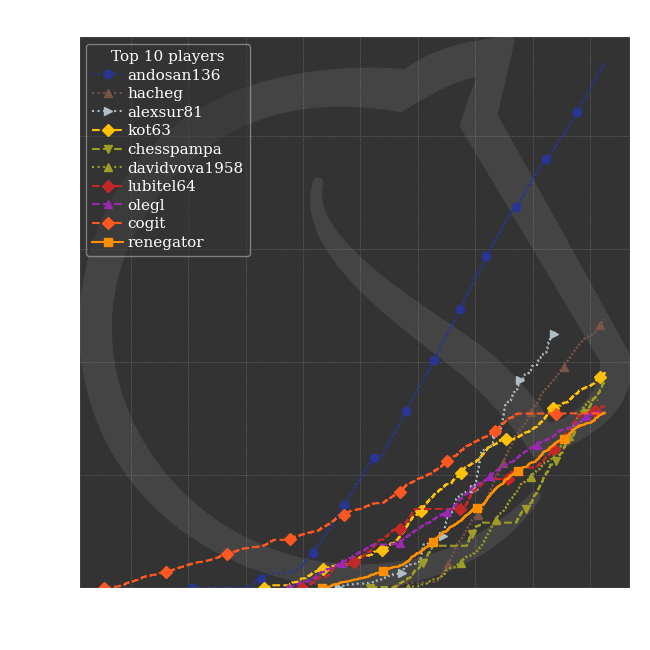 Top 10 players
andosan136
hacheg
alexsur81
kot63
chesspampa
davidvova1958
lubitel64
olegl
cogit
renegator